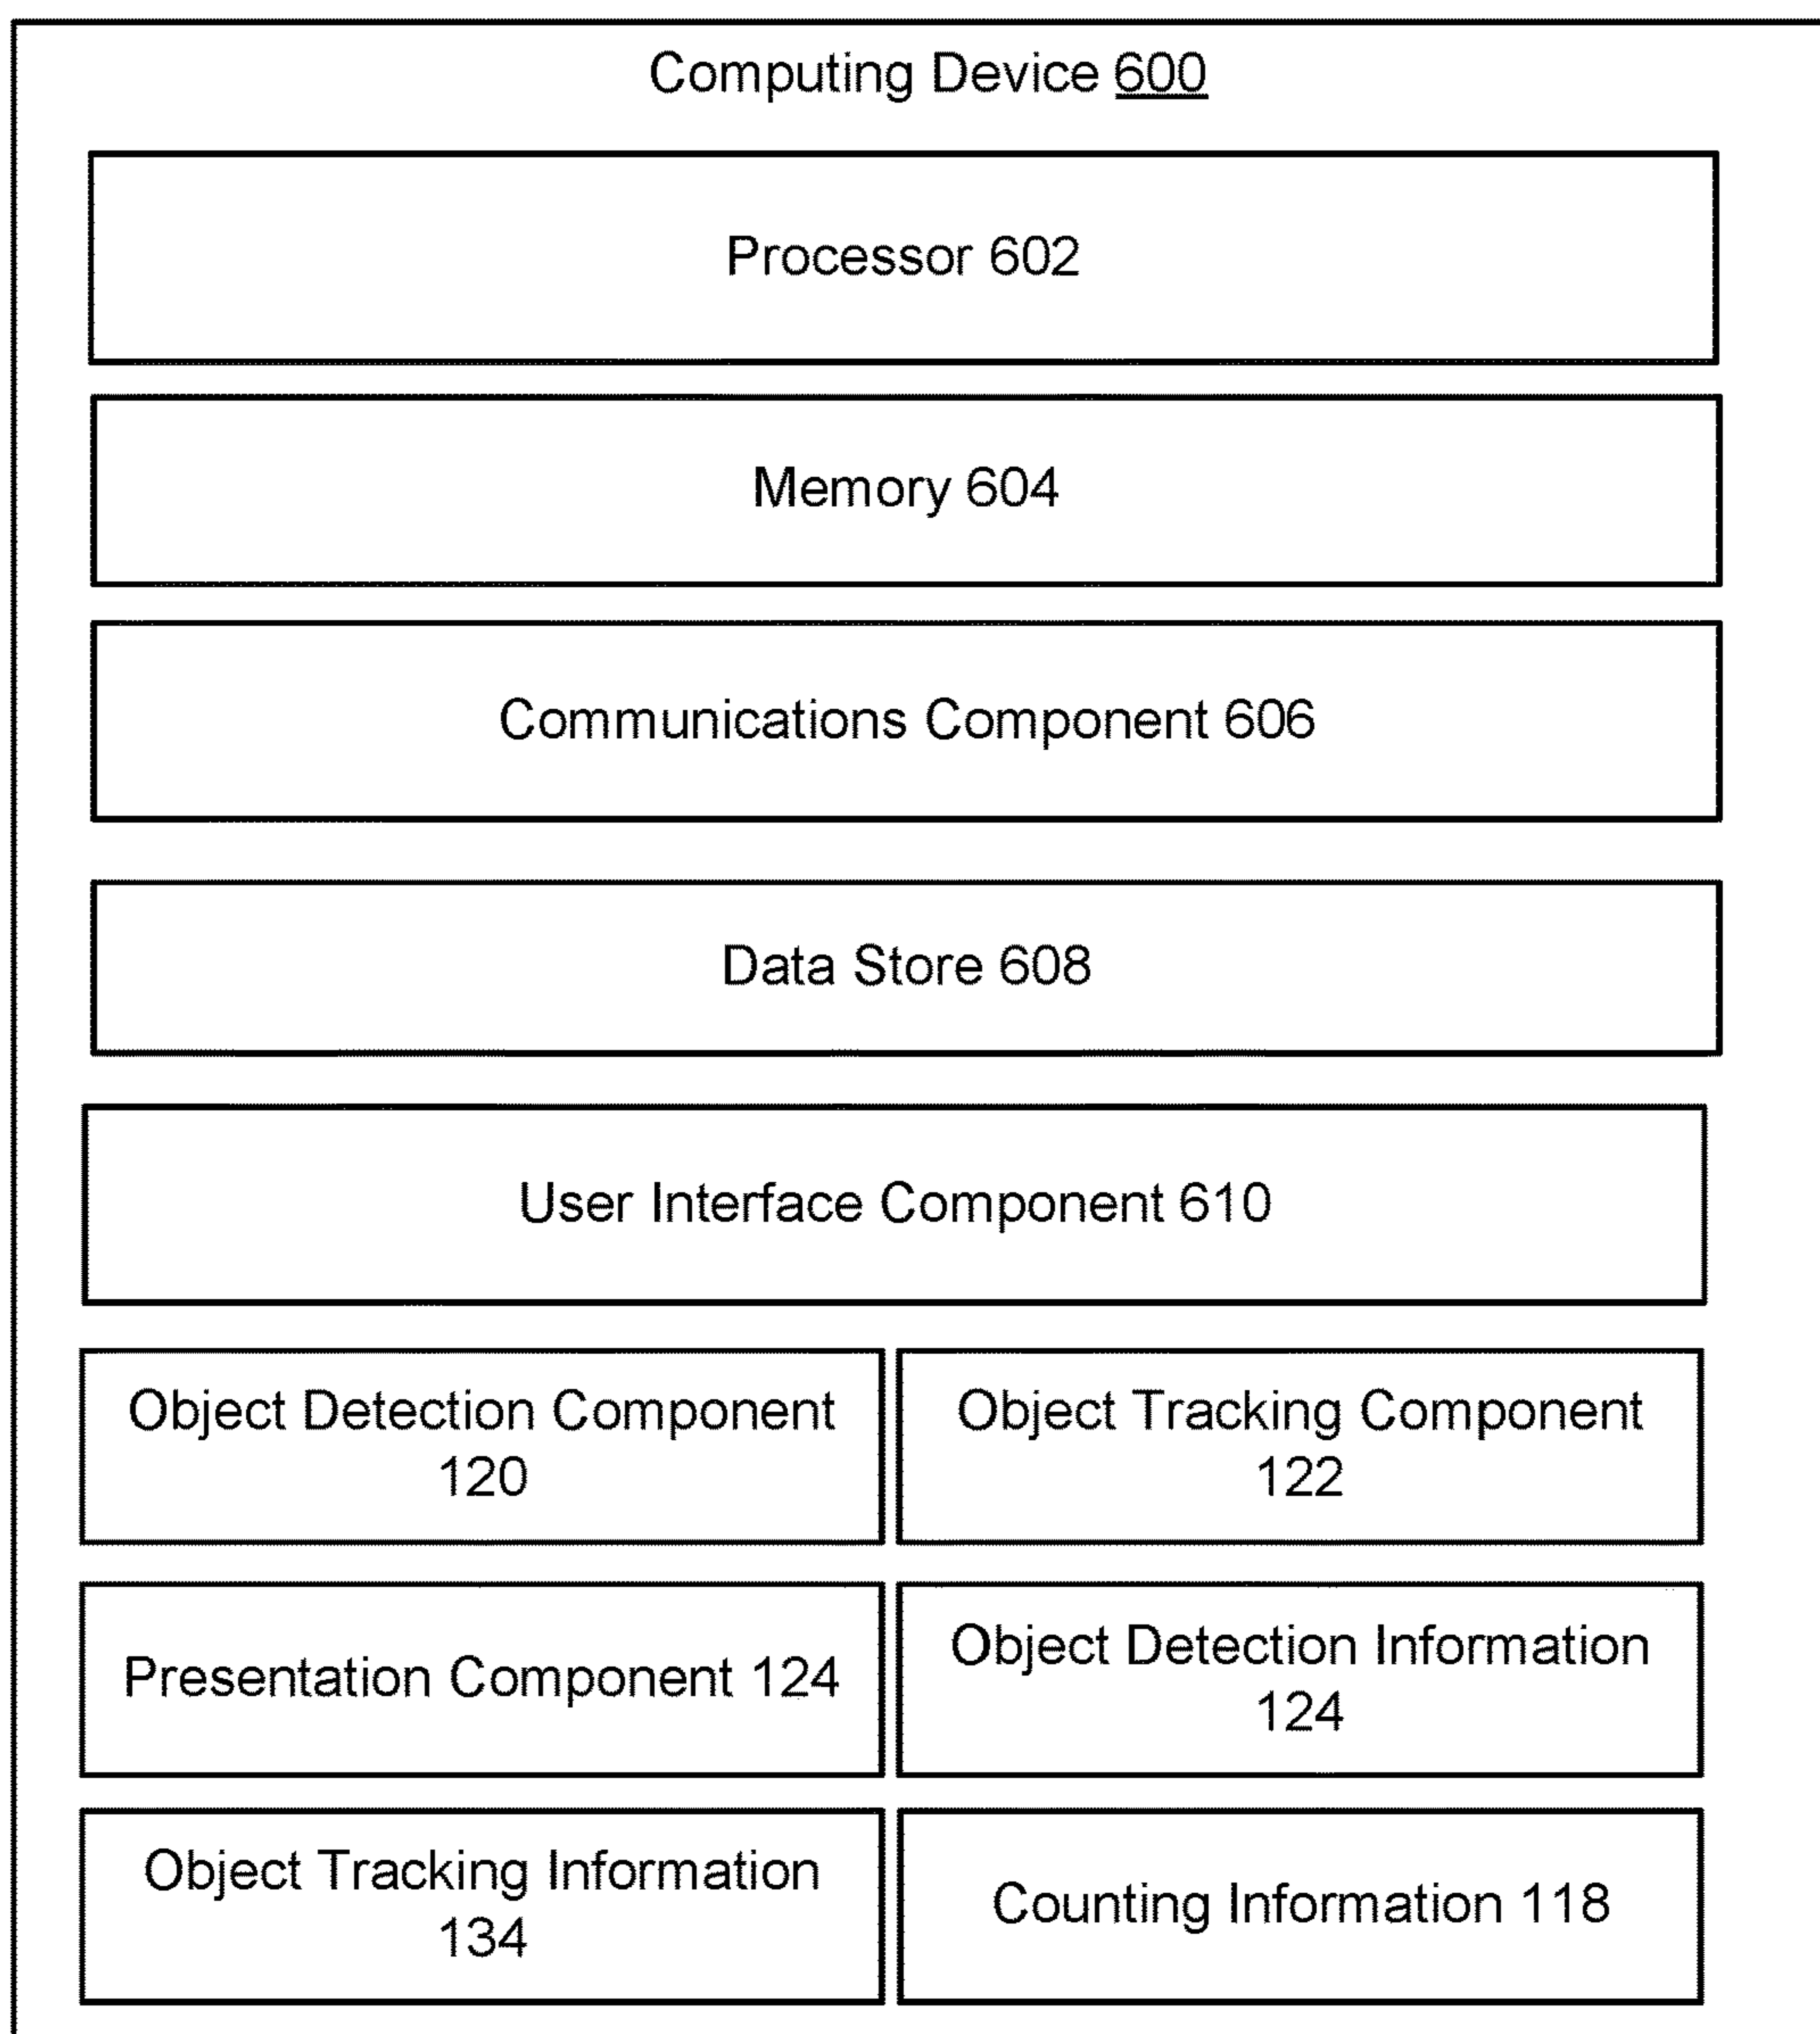 Computing Device 600
Processor 602
Memory 604
Communications Component 606
Data Store 608
User Interface Component 610
Object Detection Component
120
Object Tracking Component
122
Presentation Component 124
Object Detection Information
124
Object Tracking Information
134
Counting Information 118